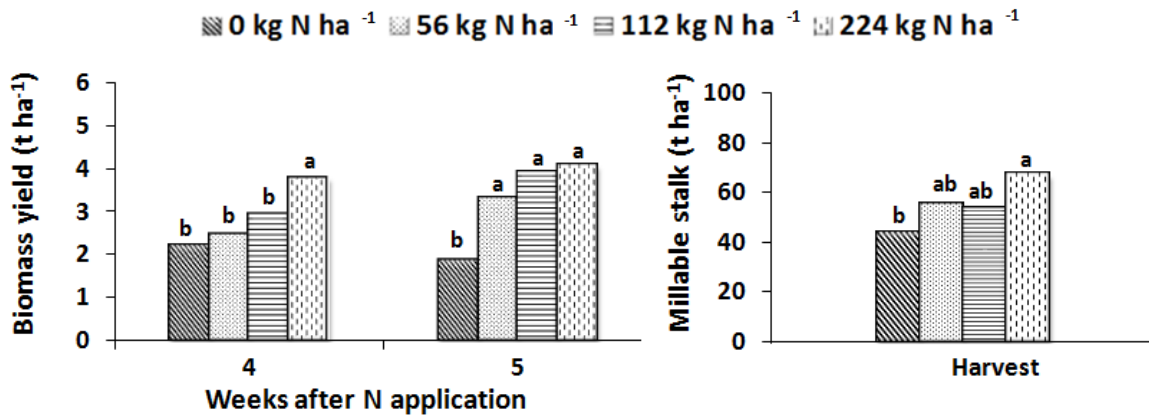 0 kg N ha -1 56 kg N ha -1 112 kg N ha -1 224 kg N ha -1
Biomass yield (t ha-1)
6
5
4
3
2
1
0
b b b a
b a a a
4 5
Weeks after N application
Millable stalk (t ha-1)
100
80
60
40
20
0
b ab ab a
Harvest